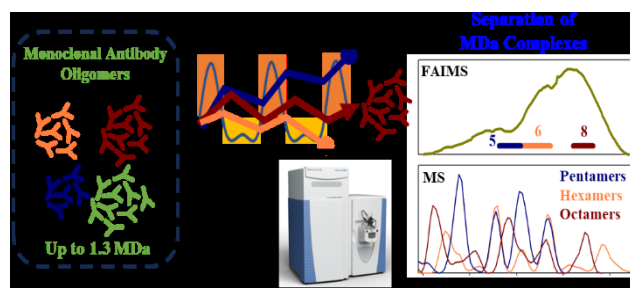 Monoclonal Antibody
Oligomers
Up to 1.3 MDa
Separation of
MDa Complexes
FAIMS
5
6
8
MS
Pentamers
Hexamers
Octamers